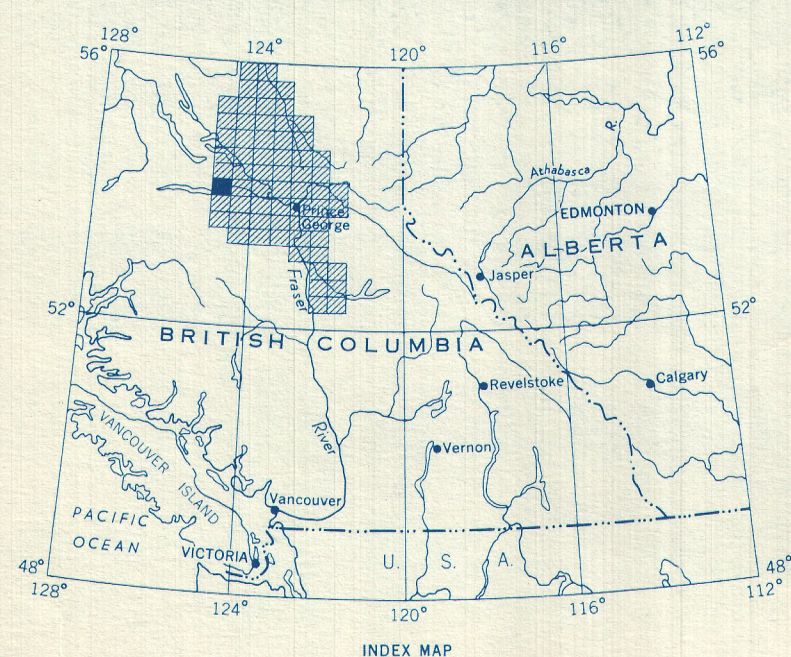 128°
124°
120°
116°
112°
56°
56°
R.
Athabasca
EDMONTON
Prince
George
ALBERTA
Jasper
Fraser
52°
52°
BRITISH COLUMBIA
Revelstoke
Calgary
VANCOUVER ISLAND
River
Vernon
Vancouver
PACIFIC
OCEAN
VICTORIA
U. S. A.
48°
48°
128°
124°
120°
116°
112°
INDEX MAP